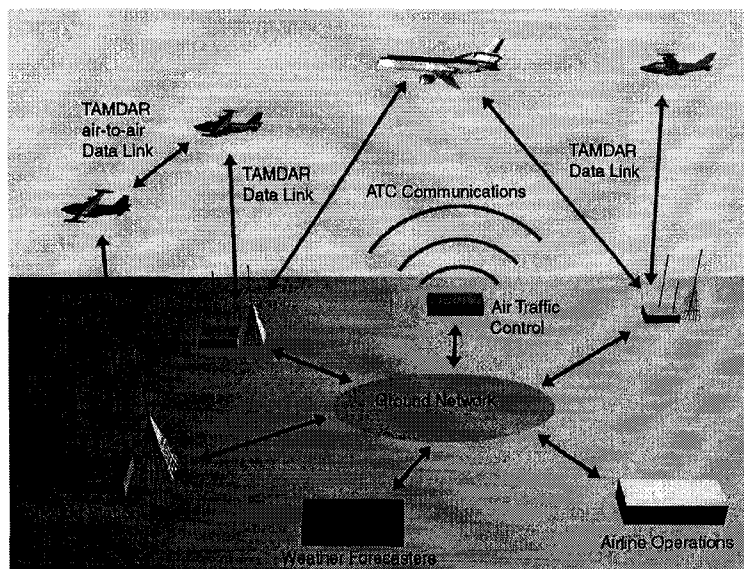 TAMDAR
air-to-air
Data Link
TAMDAR
Data Link
ATC Communications
TAMDAR
Data Link
Air Traffic
Control
Ground Network
Weather Forecasters
Airline Operations